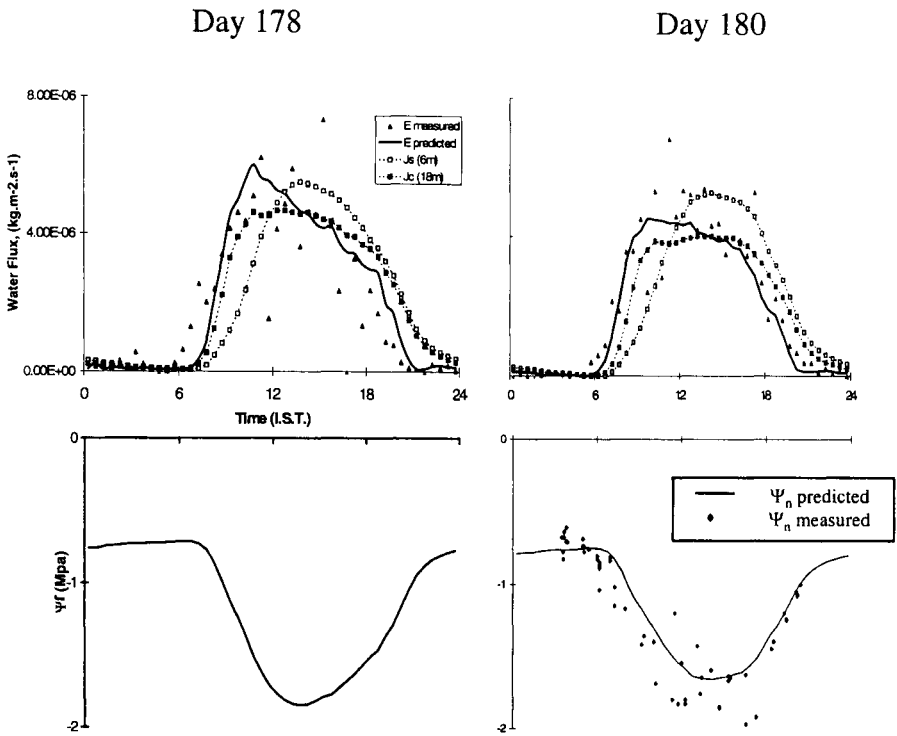 Day 178
Day 180
8.00E-06
4.00E-06
0.00E+00
Water Flux, (kg.m-2.s-1)
E measured
E predicted
Js (6m)
Jc (18m)
0 6 12 18 24
Time (I.S.T.)
0 6 12 18 24
0
-1
-2
Ψf (Mpa)
0
-1
-2
Ψn predicted
Ψn measured